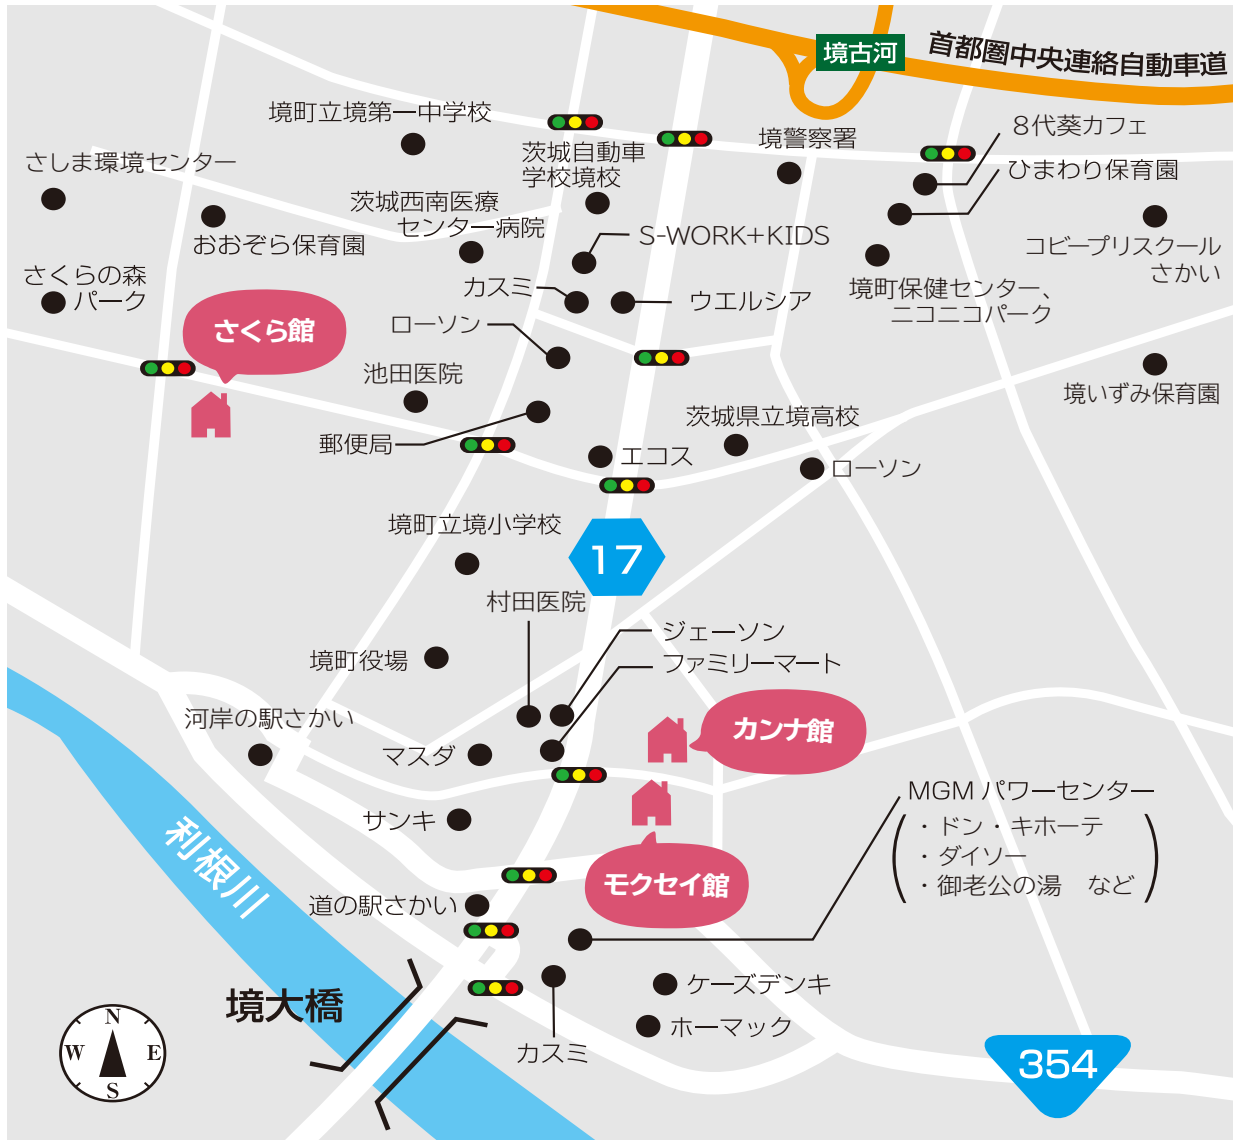 境古河
首都圏中央連絡自動車道
境町立境第一中学校
茨城自動車
学校境校
境警察署
8代葵カフェ
ひまわり保育園
さしま環境センター
おおぞら保育園
茨城西南医療
センター病院
S-WORK+KIDS
コビープリスクール
さかい
さくらの森
パーク
カスミ
ウエルシア
境町保健センター、
ニコニコパーク
さくら館
ローソン
池田医院
境いずみ保育園
郵便局
茨城県立境高校
エコス
ローソン
境町立境小学校
17
村田医院
ジェーソン
ファミリーマート
境町役場
河岸の駅さかい
マスダ
カンナ館
サンキ
MGM パワーセンター
・ドン・キホーテ
・ダイソー
・御老公の湯 など
モクセイ館
利根川
道の駅さかい
境大橋
ケーズデンキ
ホーマック
カスミ
354
N
W
E
S